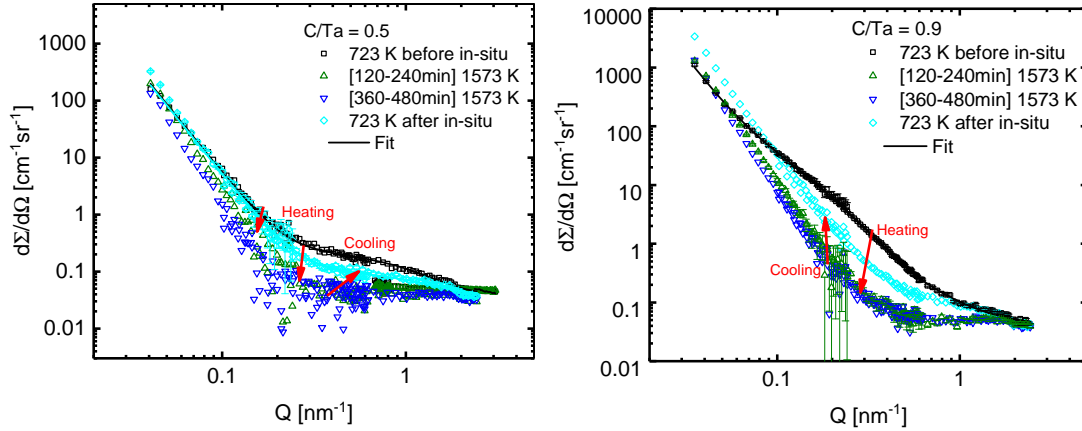 C/Ta = 0.5
723 K before in-situ
[120-240min] 1573 K
[360-480min] 1573 K
723 K after in-situ
Fit
Heating
Cooling
1000
100
10
1
0.1
0.01
dΣ/dΩ [cm⁻¹sr⁻¹]
0.1
1
Q [nm⁻¹]
C/Ta = 0.9
723 K before in-situ
[120-240min] 1573 K
[360-480min] 1573 K
723 K after in-situ
Fit
Heating
Cooling
10000
1000
100
10
1
0.1
0.01
dΣ/dΩ [cm⁻¹sr⁻¹]
0.1
1
Q [nm⁻¹]